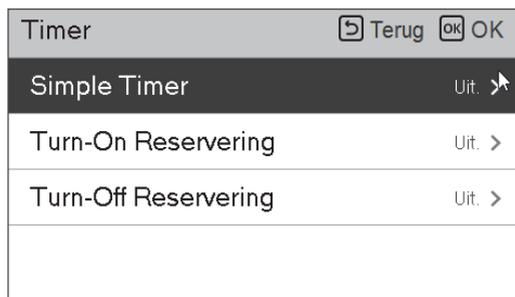 Timer Terug OK OK
Simple Timer Uit.
Turn-On Reservering Uit.
Turn-Off Reservering Uit.